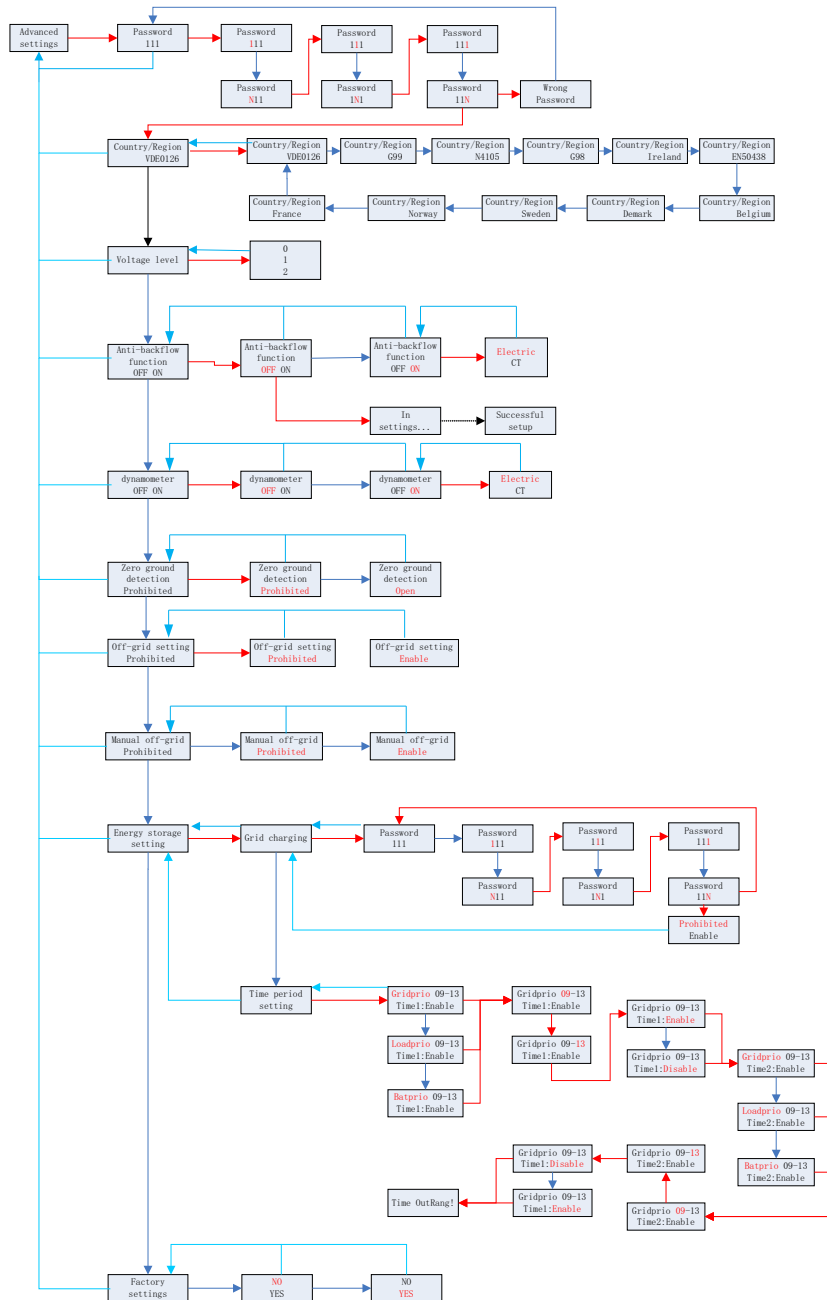 Advanced
settings
Password
111
Password
111
Password
111
Password
111
Password
N11
Password
1N1
Password
11N
Wrong
Password
Country/Region
VDE0126
Country/Region
VDE0126
Country/Region
G99
Country/Region
N4105
Country/Region
G98
Country/Region
Ireland
Country/Region
EN50438
Country/Region
France
Country/Region
Norway
Country/Region
Sweden
Country/Region
Demark
Country/Region
Belgium
Voltage level
0
1
2
Anti-backflow
function
OFF ON
Anti-backflow
function
OFF ON
Anti-backflow
function
OFF ON
Electric
CT
In
settings...
Successful
setup
dynamometer
OFF ON
dynamometer
OFF ON
dynamometer
OFF ON
Electric
CT
Zero ground
detection
Prohibited
Zero ground
detection
Prohibited
Zero ground
detection
Open
Off-grid setting
Prohibited
Off-grid setting
Prohibited
Off-grid setting
Enable
Manual off-grid
Prohibited
Manual off-grid
Prohibited
Manual off-grid
Enable
Energy storage
setting
Grid charging
Password
111
Password
111
Password
111
Password
111
Password
N11
Password
1N1
Password
11N
Prohibited
Enable
Time period
setting
Gridprio 09-13
Time1:Enable
Gridprio 09-13
Time1:Enable
Gridprio 09-13
Time1:Enable
Loadprio 09-13
Time1:Enable
Gridprio 09-13
Time1:Enable
Gridprio 09-13
Time1:Disable
Gridprio 09-13
Time2:Enable
Batprio 09-13
Time1:Enable
Loadprio 09-13
Time2:Enable
Gridprio 09-13
Time1:Disable
Gridprio 09-13
Time2:Enable
Batprio 09-13
Time2:Enable
Time OutRang!
Gridprio 09-13
Time1:Enable
Gridprio 09-13
Time2:Enable
Factory
settings
NO
YES
NO
YES